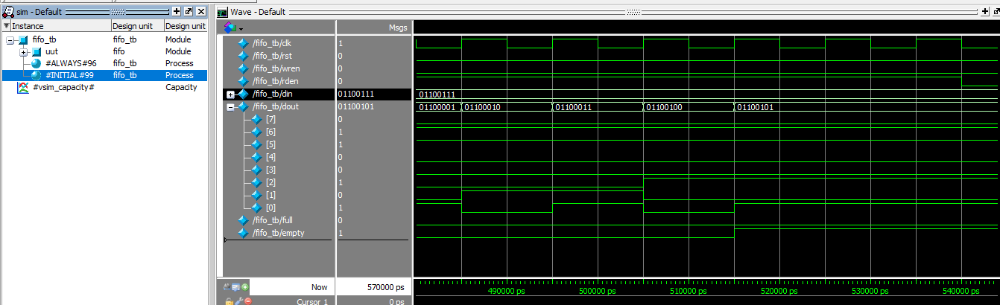 sim - Default
Instance Design unit Design unit
fifo_tb fifo_tb Module
uut fifo Module
#ALWAYS#96 fifo_tb Process
#INITIAL#99 fifo_tb Process
#vsim_capacity# Capacity
Wave - Default
Msgs
/fifo_tb/clk 1
/fifo_tb/rst 0
/fifo_tb/wren 0
/fifo_tb/rden 0
/fifo_tb/din 01100111 01100111
/fifo_tb/dout 01100101 01100001 01100010 01100011 01100100 01100101
[7] 0
[6] 1
[5] 1
[4] 0
[3] 0
[2] 1
[1] 0
[0] 1
/fifo_tb/full 0
/fifo_tb/empty 1
Now 570000 ps 490000 ps 500000 ps 510000 ps 520000 ps 530000 ps 540000 ps
Cursor 1 0 ps